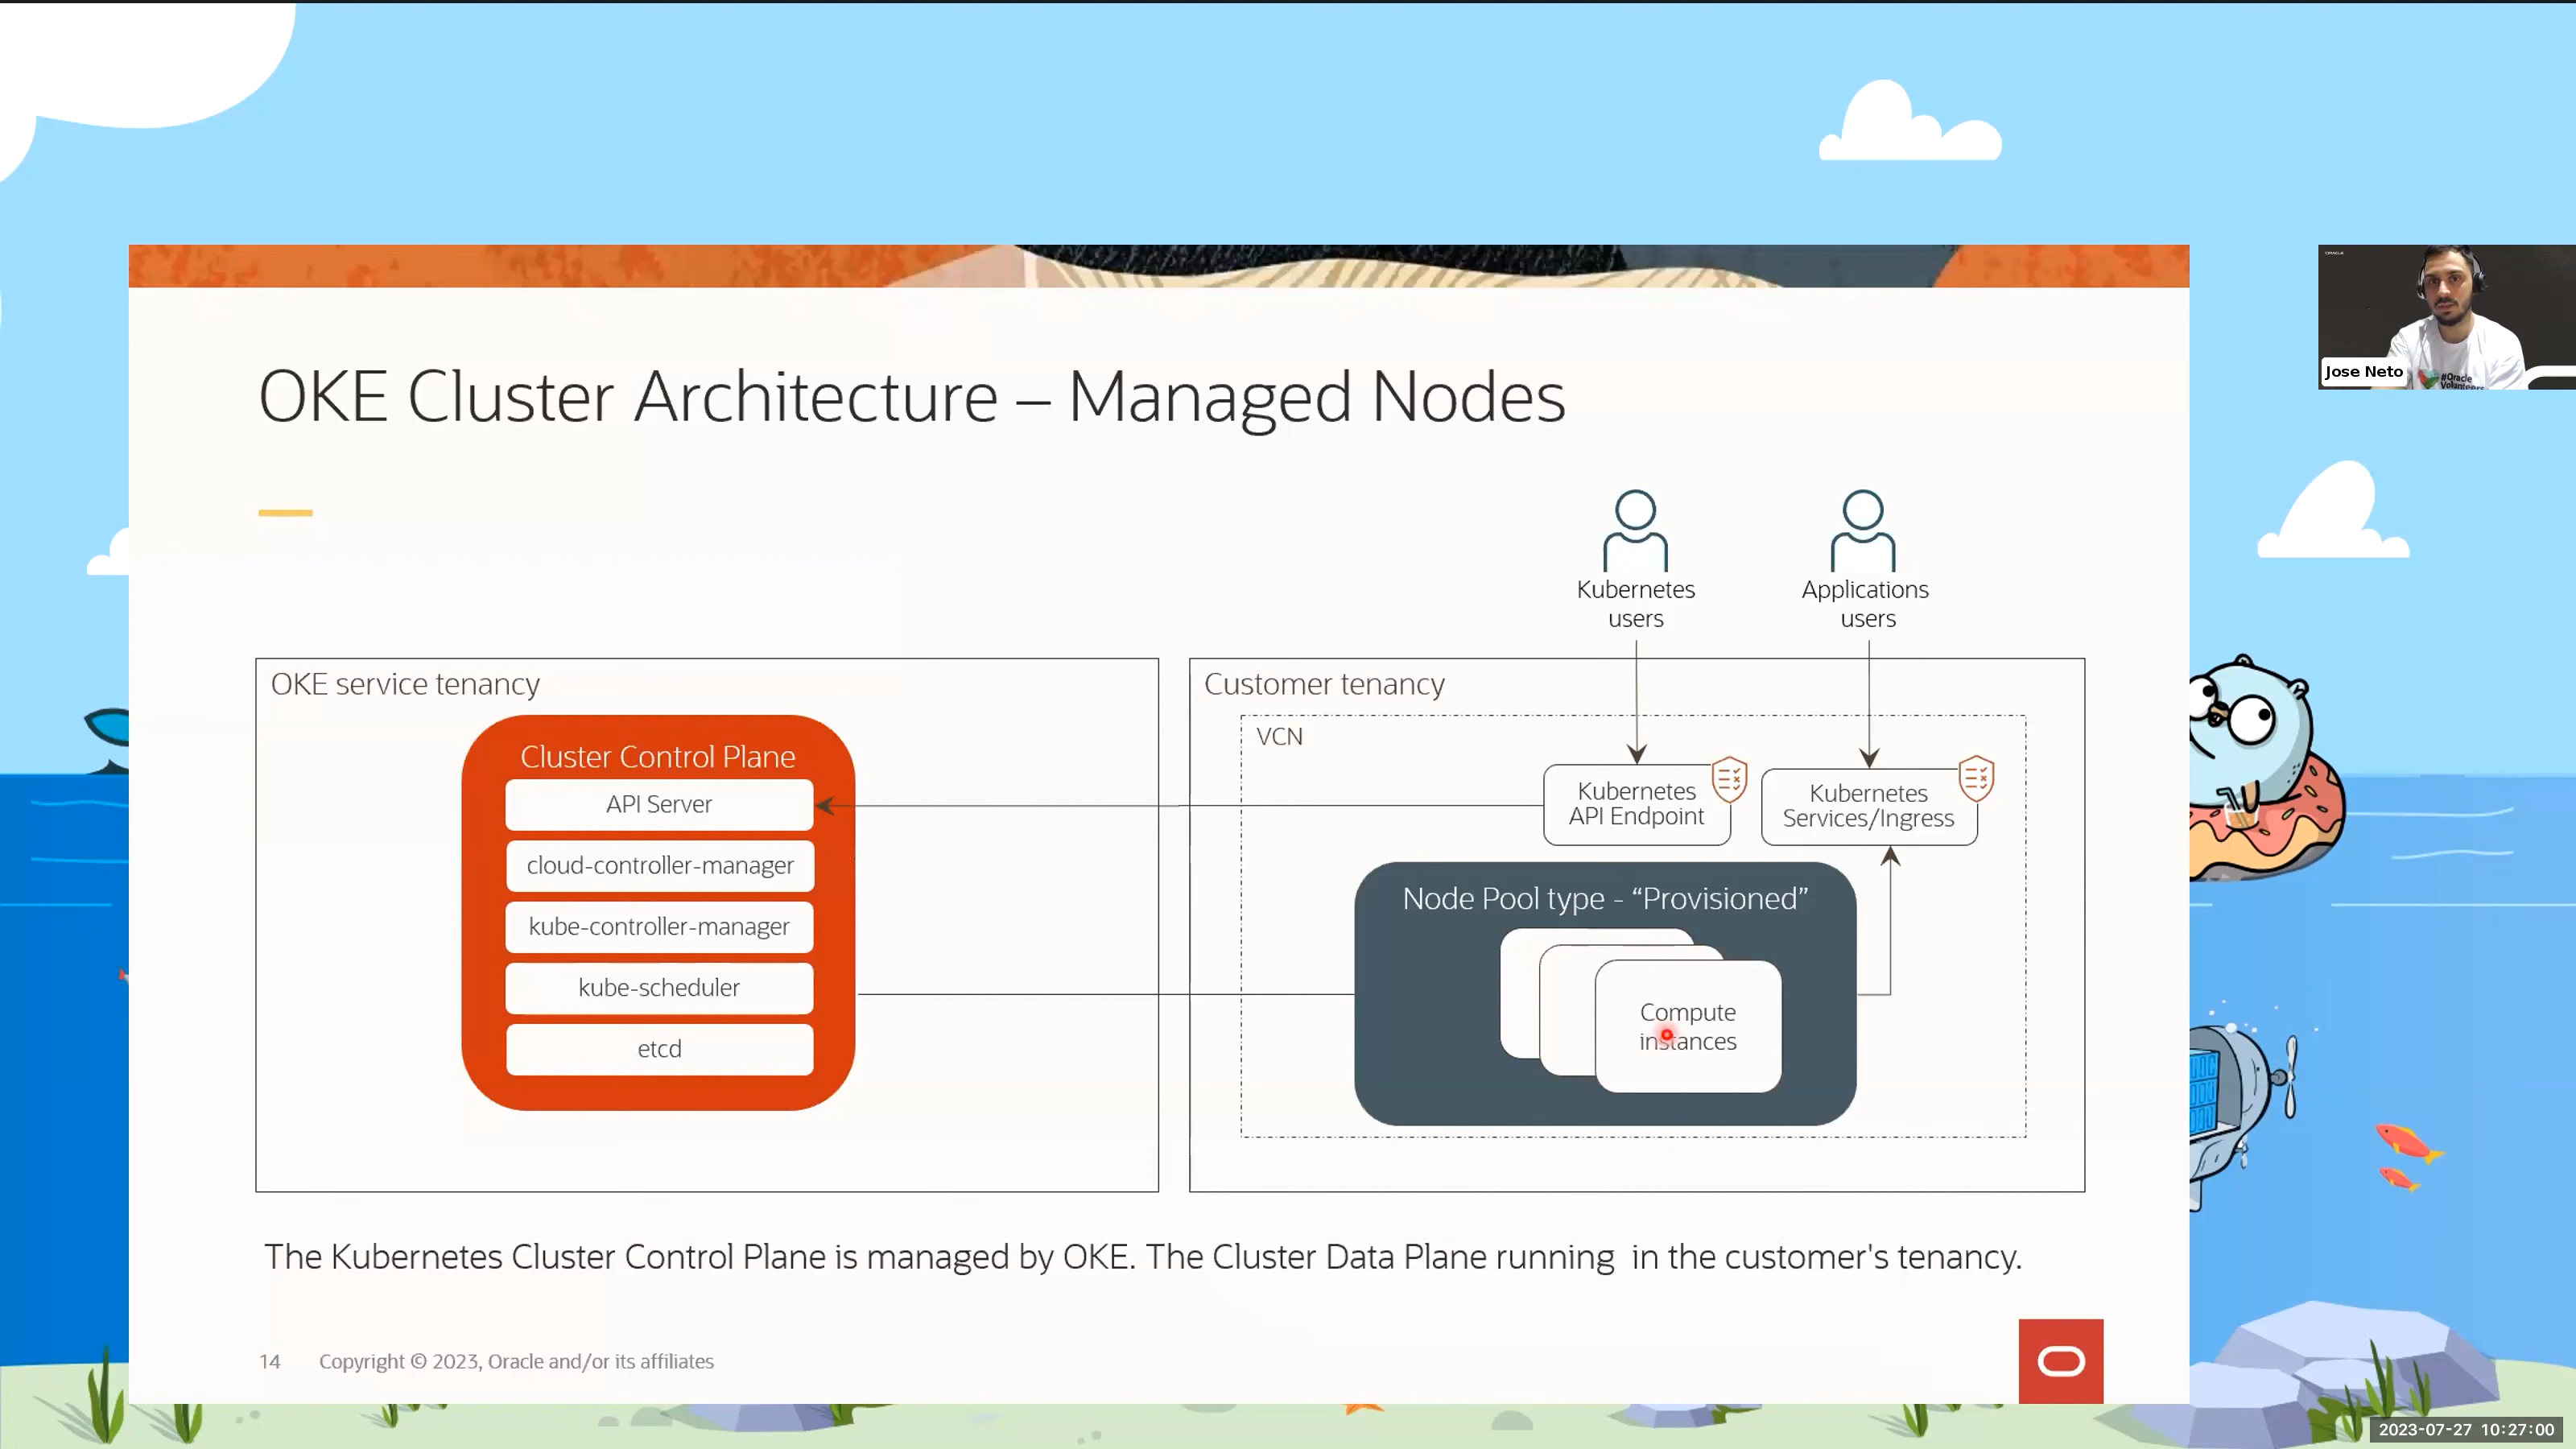 ORACLE
Jose Neto
#Oracle
Volunteers
OKE Cluster Architecture – Managed Nodes
Kubernetes
users
Applications
users
OKE service tenancy
Cluster Control Plane
API Server
cloud-controller-manager
kube-controller-manager
kube-scheduler
etcd
Customer tenancy
VCN
Kubernetes
API Endpoint
Kubernetes
Services/Ingress
Node Pool type - “Provisioned”
Compute
instances
The Kubernetes Cluster Control Plane is managed by OKE. The Cluster Data Plane running  in the customer's tenancy.
14
Copyright © 2023, Oracle and/or its affiliates
2023-07-27 10:27:00